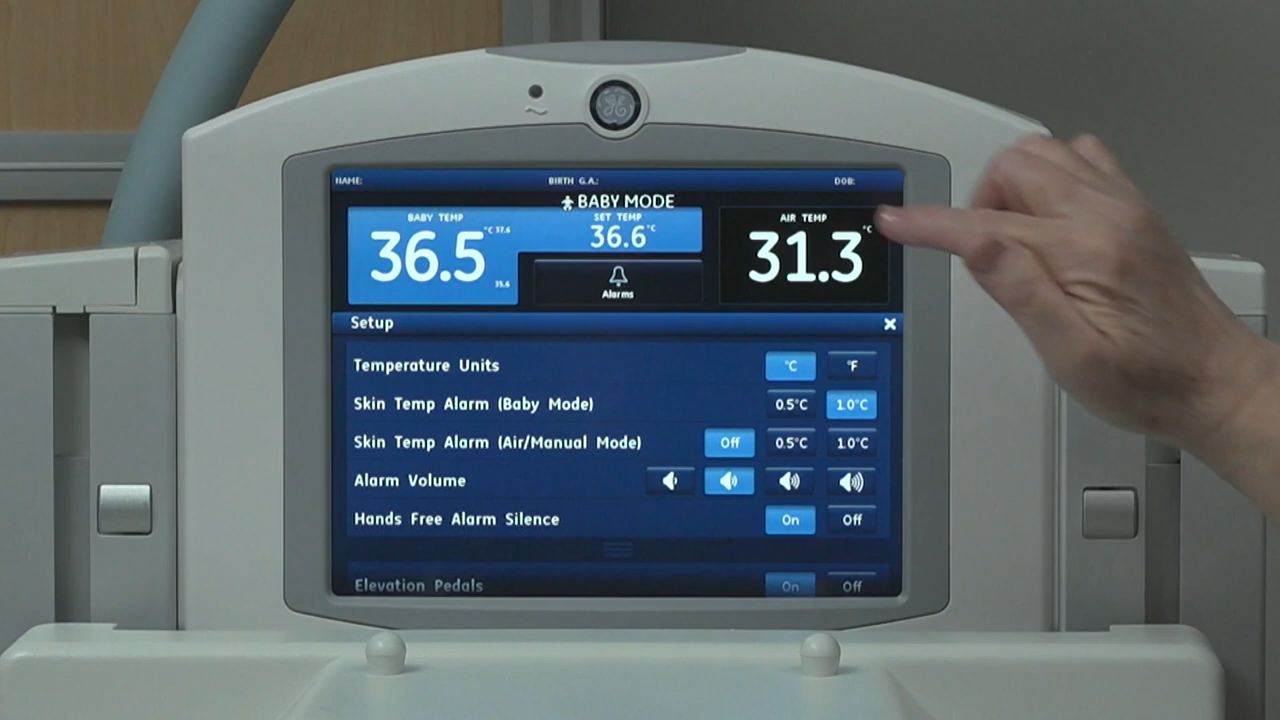 NAME: BIRTH G.A.: DOB:
BABY MODE
BABY TEMP SET TEMP AIR TEMP
36.5 °C 37.6 36.6 °C 31.3 °C
35.6
Alarms
Setup
Temperature Units °C °F
Skin Temp Alarm (Baby Mode) 0.5°C 1.0°C
Skin Temp Alarm (Air/Manual Mode) Off 0.5°C 1.0°C
Alarm Volume
Hands Free Alarm Silence On Off
Elevation Pedals On Off